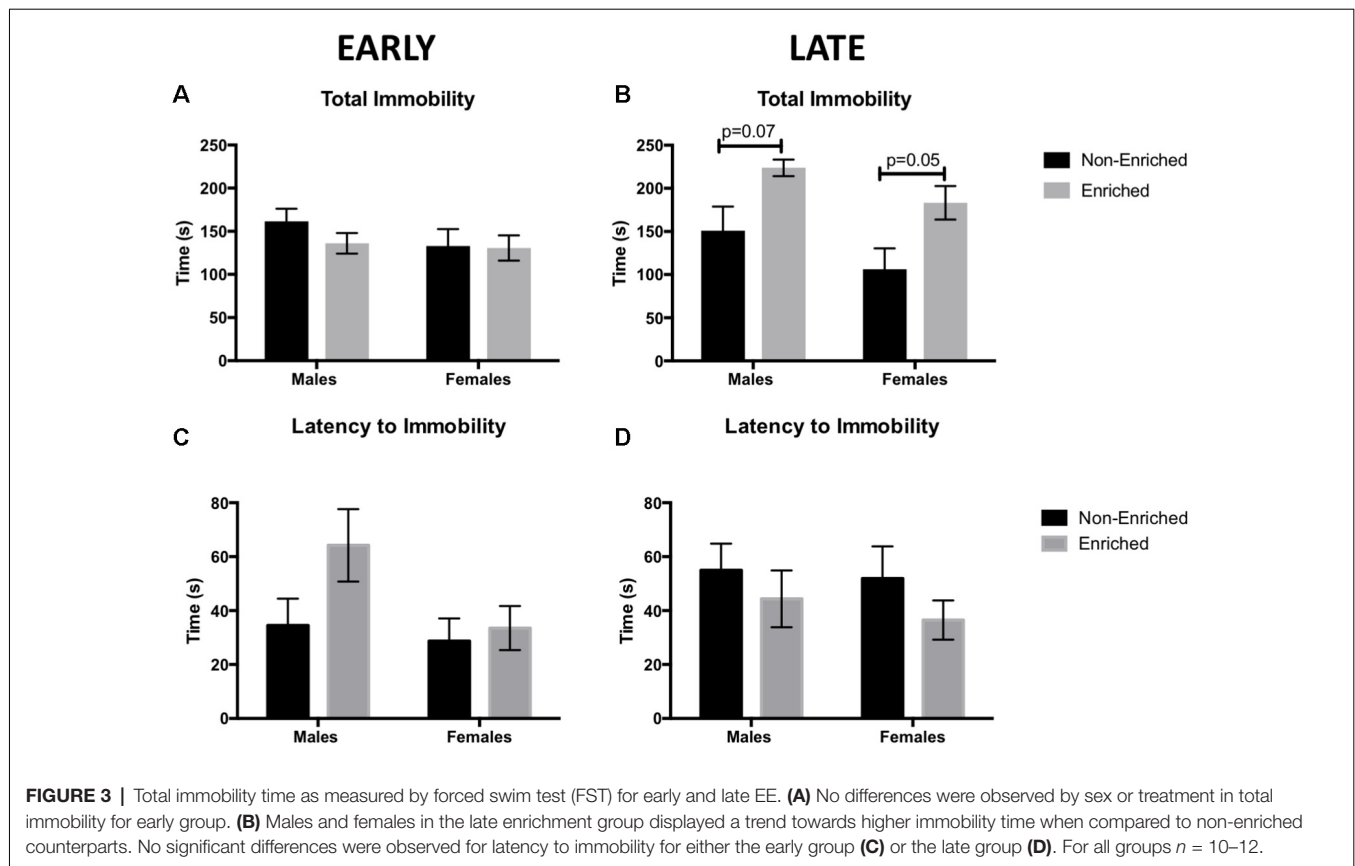 EARLY
LATE
A
Total Immobility
250
200
150
100
50
0
Time (s)
Males
Females
B
Total Immobility
p=0.07
p=0.05
250
200
150
100
50
0
Time (s)
Males
Females
Non-Enriched
Enriched
C
Latency to Immobility
80
60
40
20
0
Time (s)
Males
Females
D
Latency to Immobility
80
60
40
20
0
Time (s)
Males
Females
Non-Enriched
Enriched
FIGURE 3 | Total immobility time as measured by forced swim test (FST) for early and late EE. (A) No differences were observed by sex or treatment in total
immobility for early group. (B) Males and females in the late enrichment group displayed a trend towards higher immobility time when compared to non-enriched
counterparts. No significant differences were observed for latency to immobility for either the early group (C) or the late group (D). For all groups n = 10–12.